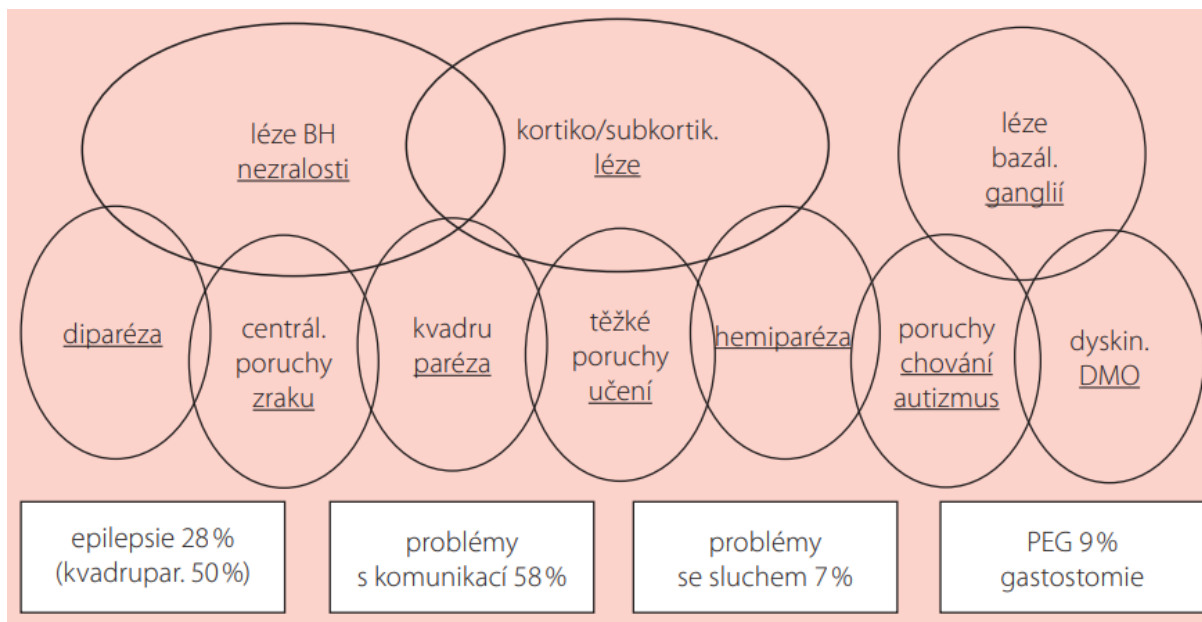 léze BH
nezralosti
kortiko/subkortik.
léze
léze
bazál.
ganglií
diparéza
centrál.
poruchy
zraku
kvadru
paréza
těžké
poruchy
učení
hemiparéza
poruchy
chování
autizmus
dyskin.
DMO
epilepsie 28 %
(kvadrupar. 50 %)
problémy
s komunikací 58 %
problémy
se sluchem 7 %
PEG 9 %
gastostomie